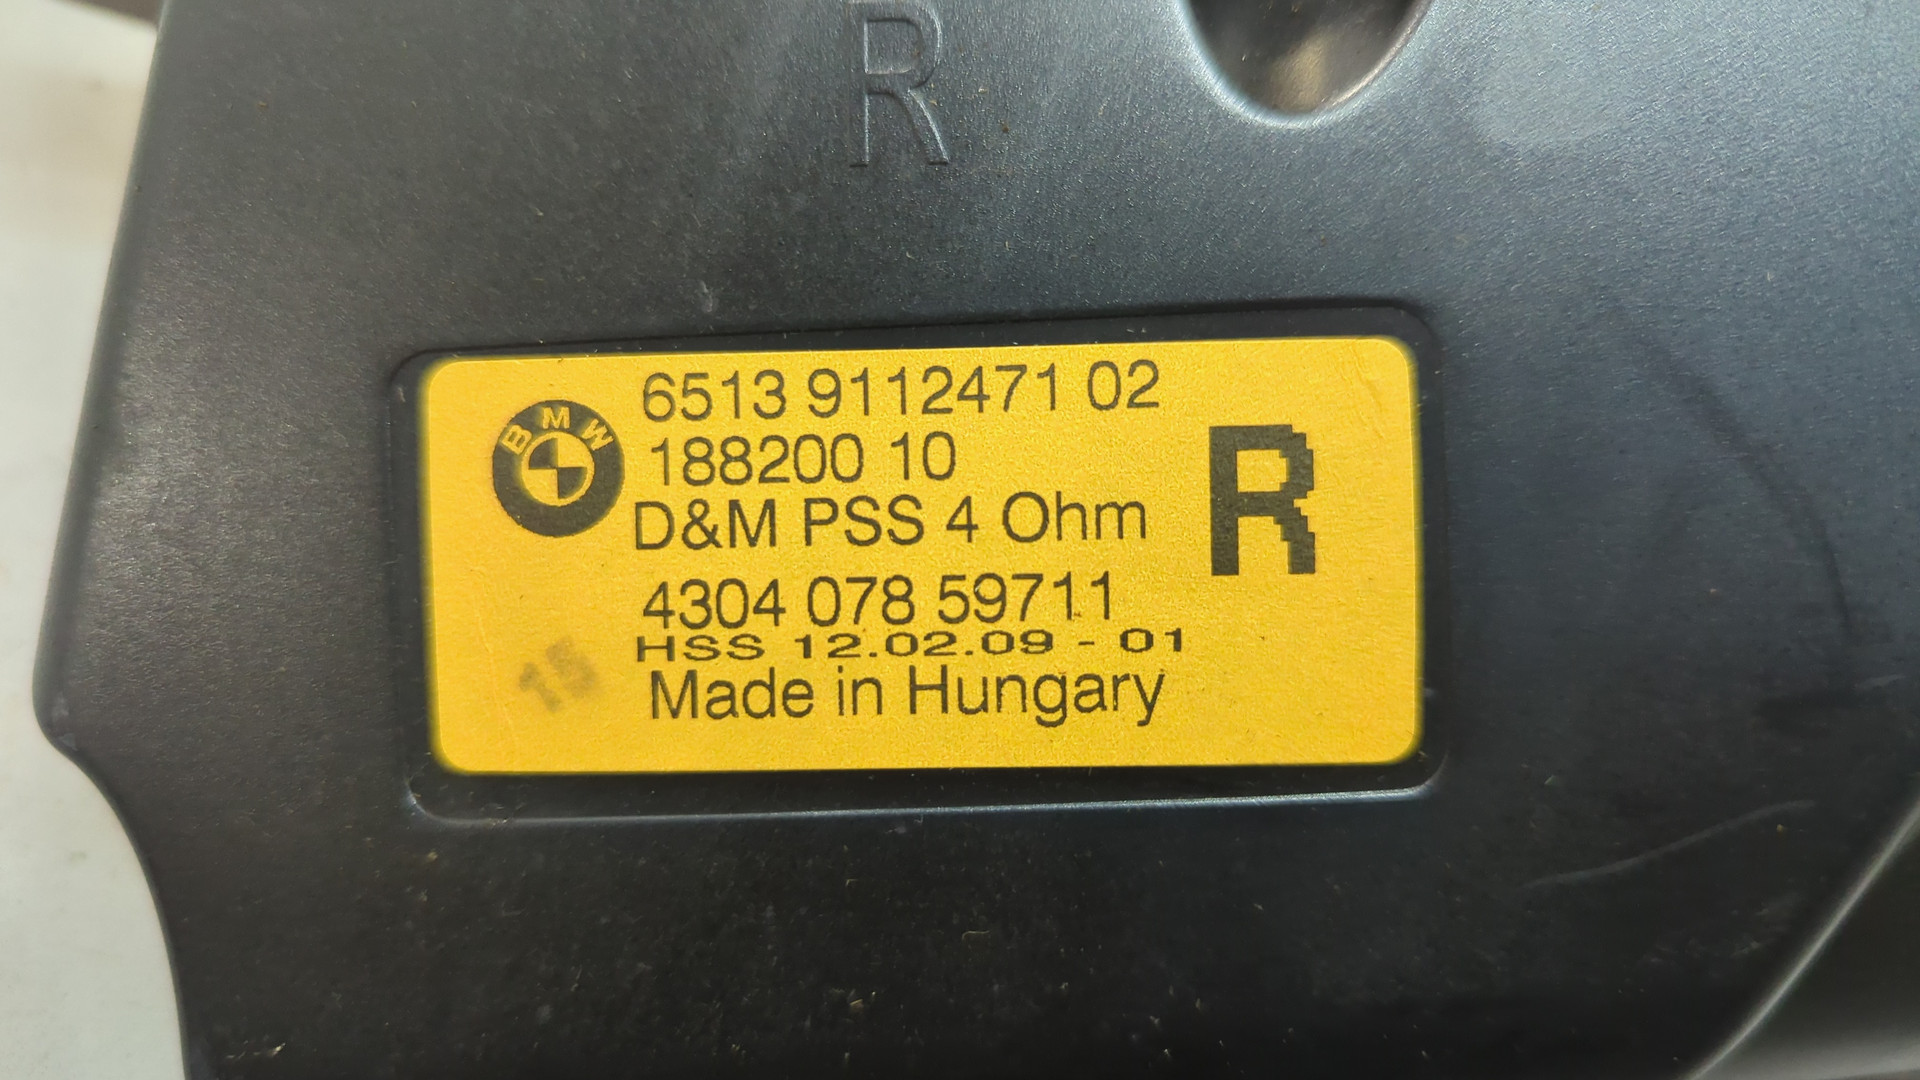 R
BMW
6513 9112471 02
188200 10
D&M PSS 4 Ohm
R
4304 078 59711
HSS 12.02.09 - 01
15
Made in Hungary